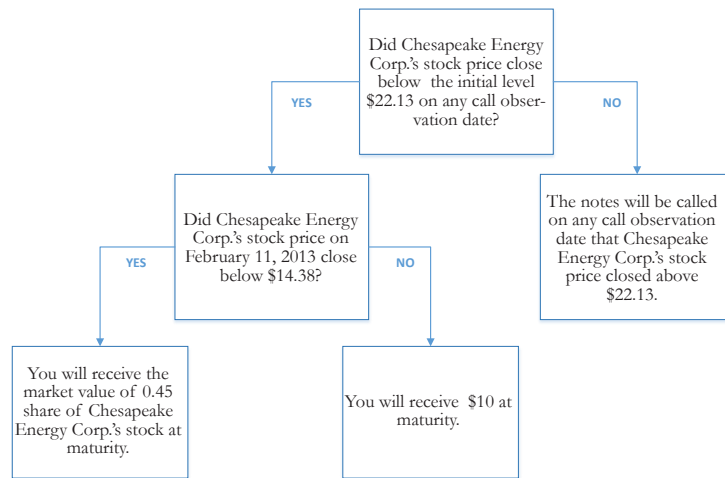 Did Chesapeake Energy
Corp.'s stock price close
below the initial level
$22.13 on any call obser-
vation date?
YES
NO
Did Chesapeake Energy
Corp.'s stock price on
February 11, 2013 close
below $14.38?
The notes will be called
on any call observation
date that Chesapeake
Energy Corp.'s stock
price closed above
$22.13.
YES
NO
You will receive the
market value of 0.45
share of Chesapeake
Energy Corp.'s stock at
maturity.
You will receive $10 at
maturity.